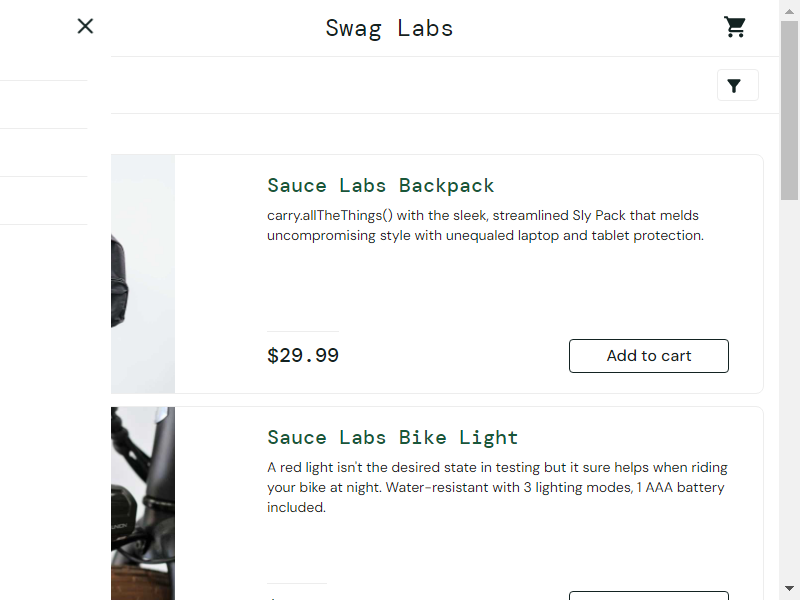 Swag Labs
Sauce Labs Backpack
carry.allTheThings() with the sleek, streamlined Sly Pack that melds
uncompromising style with unequaled laptop and tablet protection.
$29.99
Add to cart
Sauce Labs Bike Light
A red light isn't the desired state in testing but it sure helps when riding
your bike at night. Water-resistant with 3 lighting modes, 1 AAA battery
included.